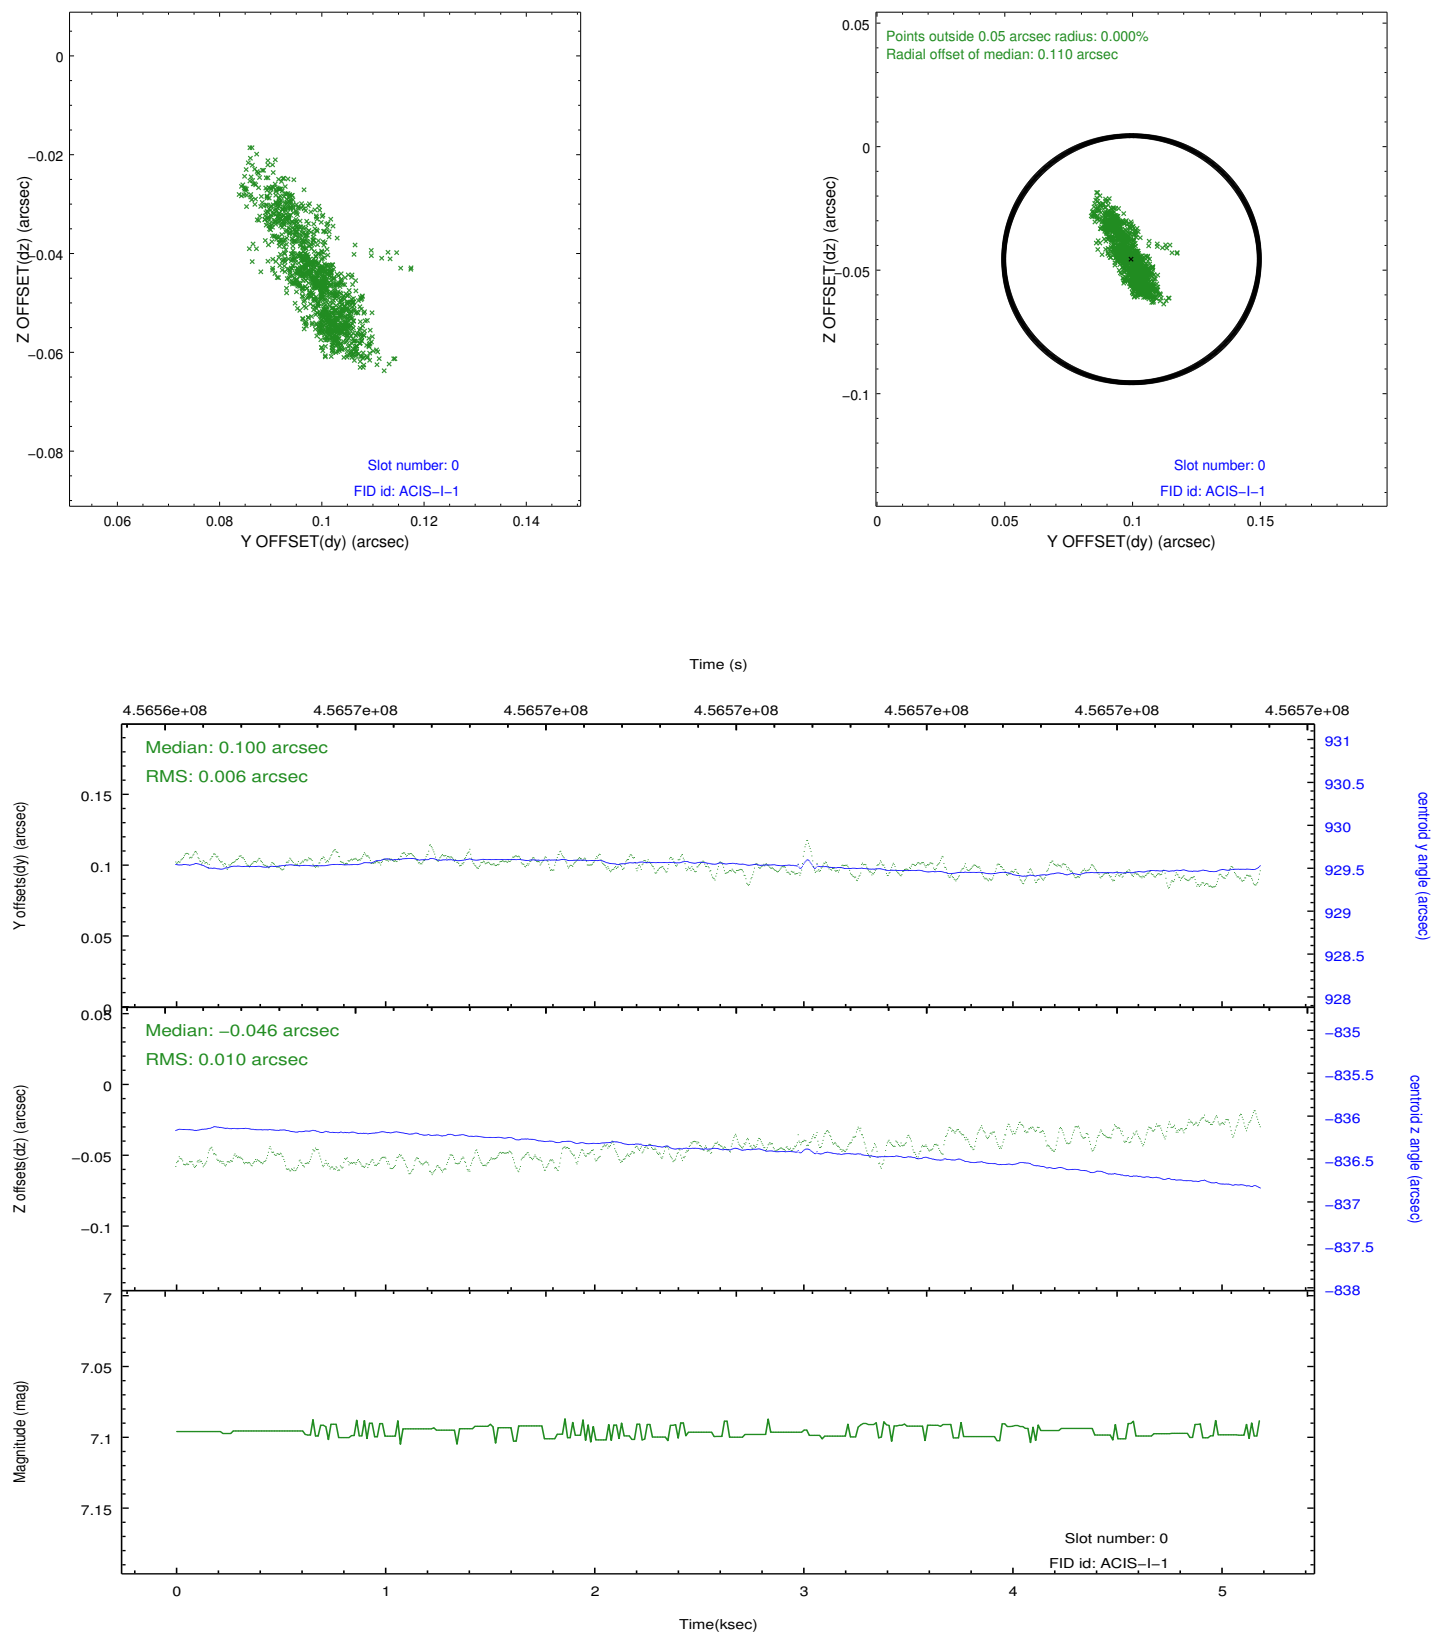 0
−0.02
−0.04
−0.06
−0.08
Z OFFSET(dz) (arcsec)
Slot number: 0
FID id: ACIS−I−1
0.06 0.08 0.1 0.12 0.14
Y OFFSET(dy) (arcsec)
Points outside 0.05 arcsec radius: 0.000%
Radial offset of median: 0.110 arcsec
0.05
0
−0.05
−0.1
Z OFFSET(dz) (arcsec)
Slot number: 0
FID id: ACIS−I−1
0 0.05 0.1 0.15
Y OFFSET(dy) (arcsec)
Time (s)
4.5656e+08 4.5657e+08 4.5657e+08 4.5657e+08 4.5657e+08 4.5657e+08 4.5657e+08
Median: 0.100 arcsec
RMS: 0.006 arcsec
0.15
0.1
0.05
0
Y offsets(dy) (arcsec)
931
930.5
930
929.5
929
928.5
928
centroid y angle (arcsec)
Median: −0.046 arcsec
RMS: 0.010 arcsec
0.05
0
−0.05
−0.1
Z offsets(dz) (arcsec)
−835
−835.5
−836
−836.5
−837
−837.5
−838
centroid z angle (arcsec)
7
7.05
7.1
7.15
Magnitude (mag)
Slot number: 0
FID id: ACIS−I−1
0 1 2 3 4 5
Time(ksec)